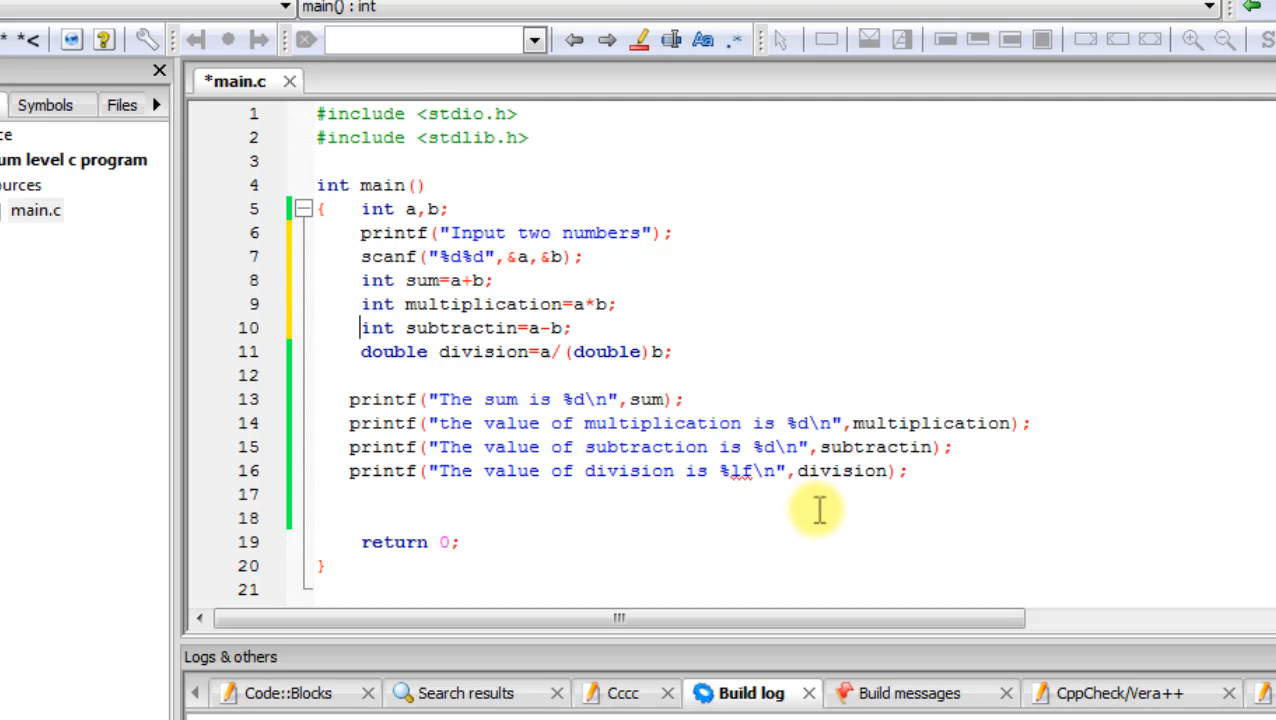 main() : int
* *<
S
*main.c
Symbols Files
ce
um level c program
ources
main.c
1 #include <stdio.h>
2 #include <stdlib.h>
3
4 int main()
5 { int a,b;
6 printf("Input two numbers");
7 scanf("%d%d",&a,&b);
8 int sum=a+b;
9 int multiplication=a*b;
10 int subtractin=a-b;
11 double division=a/(double)b;
12
13 printf("The sum is %d\n",sum);
14 printf("the value of multiplication is %d\n",multiplication);
15 printf("The value of subtraction is %d\n",subtractin);
16 printf("The value of division is %lf\n",division);
17
18
19 return 0;
20 }
21
Logs & others
Code::Blocks Search results Cccc Build log Build messages CppCheck/Vera++